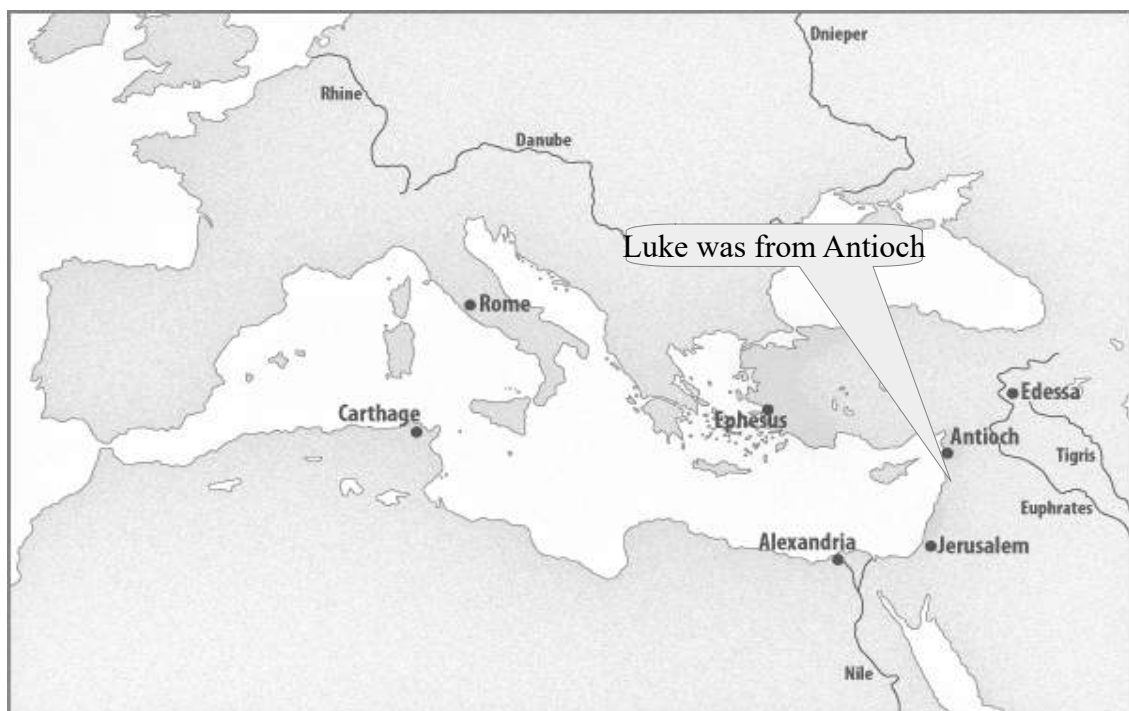 Dnieper
Rhine
Danube
Luke was from Antioch
Rome
Edessa
Carthage
Ephesus
Antioch
Tigris
Euphrates
Alexandria
Jerusalem
Nile